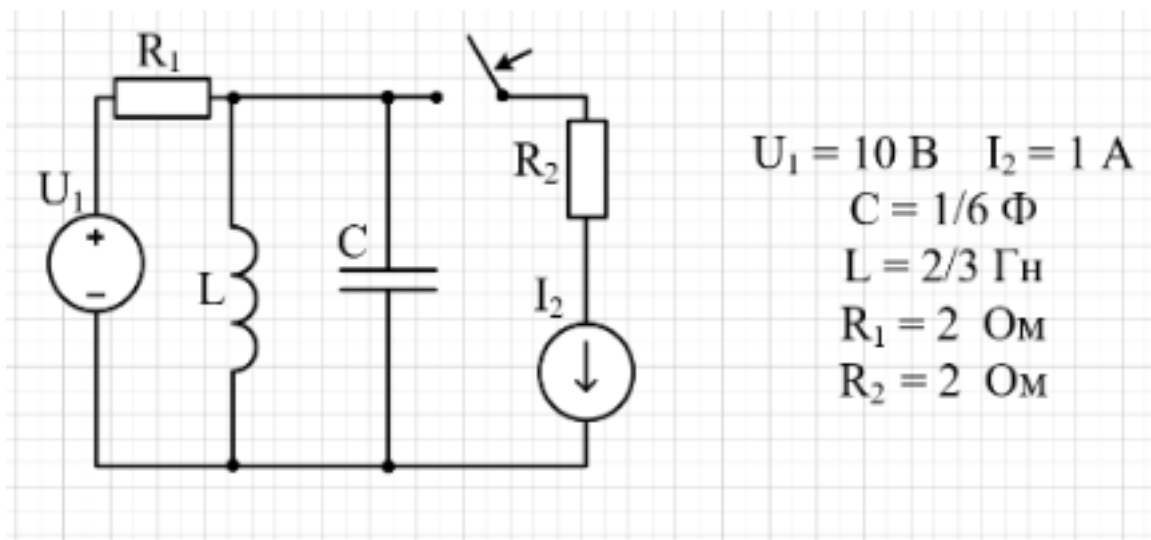 R₁
U₁
+
−
L
C
R₂
I₂
U₁ = 10 В I₂ = 1 А
C = 1/6 Ф
L = 2/3 Гн
R₁ = 2 Ом
R₂ = 2 Ом